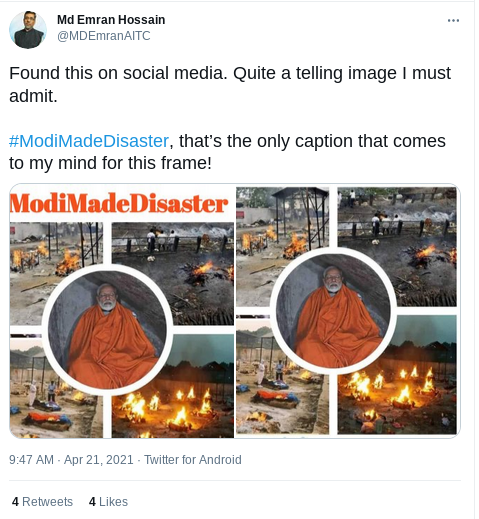 Md Emran Hossain
@MDEmranAITC
Found this on social media. Quite a telling image I must
admit.
#ModiMadeDisaster, that’s the only caption that comes
to my mind for this frame!
ModiMadeDisaster
9:47 AM · Apr 21, 2021 · Twitter for Android
4 Retweets 4 Likes